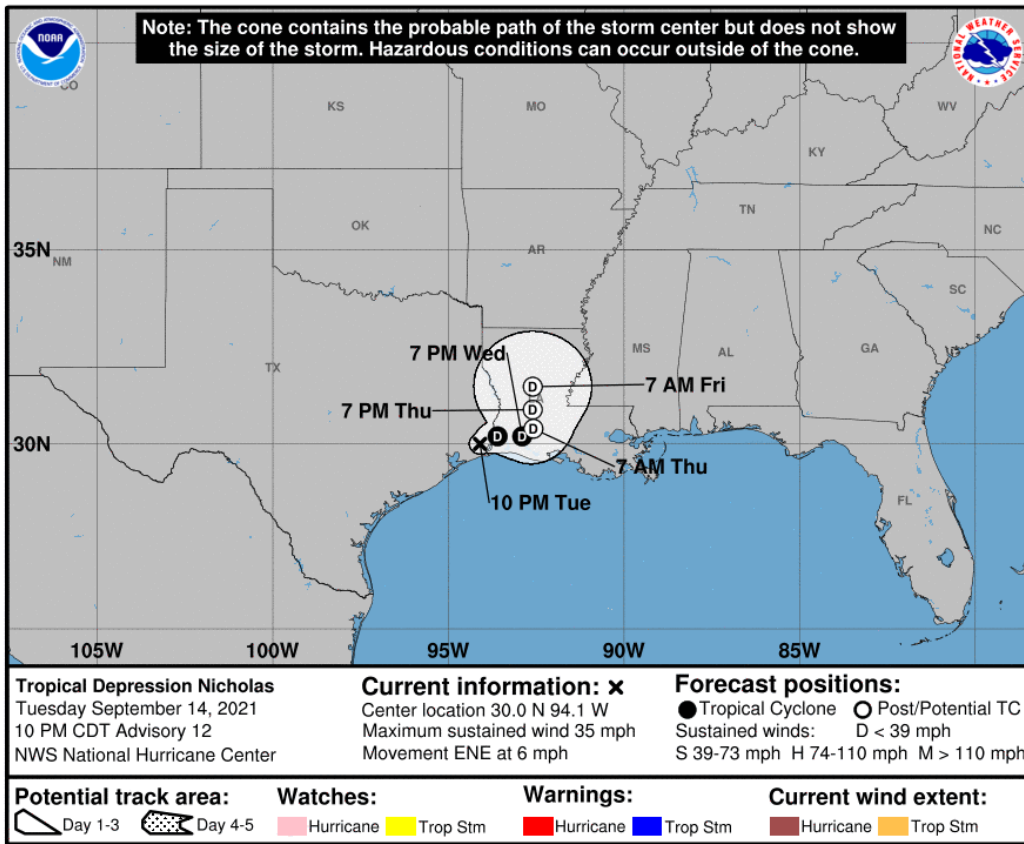 Note: The cone contains the probable path of the storm center but does not show
the size of the storm. Hazardous conditions can occur outside of the cone.
NOAA
NATIONAL WEATHER SERVICE
CO
KS
MO
WV
KY
OK
TN
AR
NC
35N
NM
SC
7 PM Wed
TX
MS
AL
GA
D
7 AM Fri
LA
7 PM Thu
D
D
30N
D
D
7 AM Thu
10 PM Tue
FL
105W
100W
95W
90W
85W
Tropical Depression Nicholas
Tuesday September 14, 2021
10 PM CDT Advisory 12
NWS National Hurricane Center
Current information: ×
Center location 30.0 N 94.1 W
Maximum sustained wind 35 mph
Movement ENE at 6 mph
Forecast positions:
Tropical Cyclone Post/Potential TC
Sustained winds: D < 39 mph
S 39-73 mph H 74-110 mph M > 110 mph
Potential track area:
Day 1-3 Day 4-5
Watches:
Hurricane Trop Stm
Warnings:
Hurricane Trop Stm
Current wind extent:
Hurricane Trop Stm